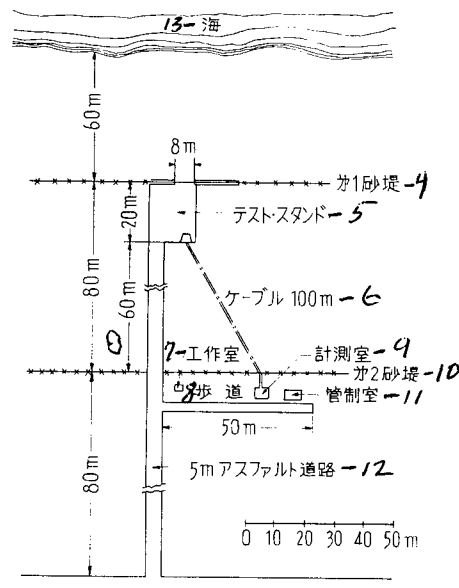 13-海
60m
8m
才1砂堤-4
20m
テスト・スタンド-5
80m
60m
ケーブル 100m-6
7-工作室
計測室-9
才2砂堤-10
8歩道
管制室-11
50m
80m
5mアスファルト道路-12
0 10 20 30 40 50m